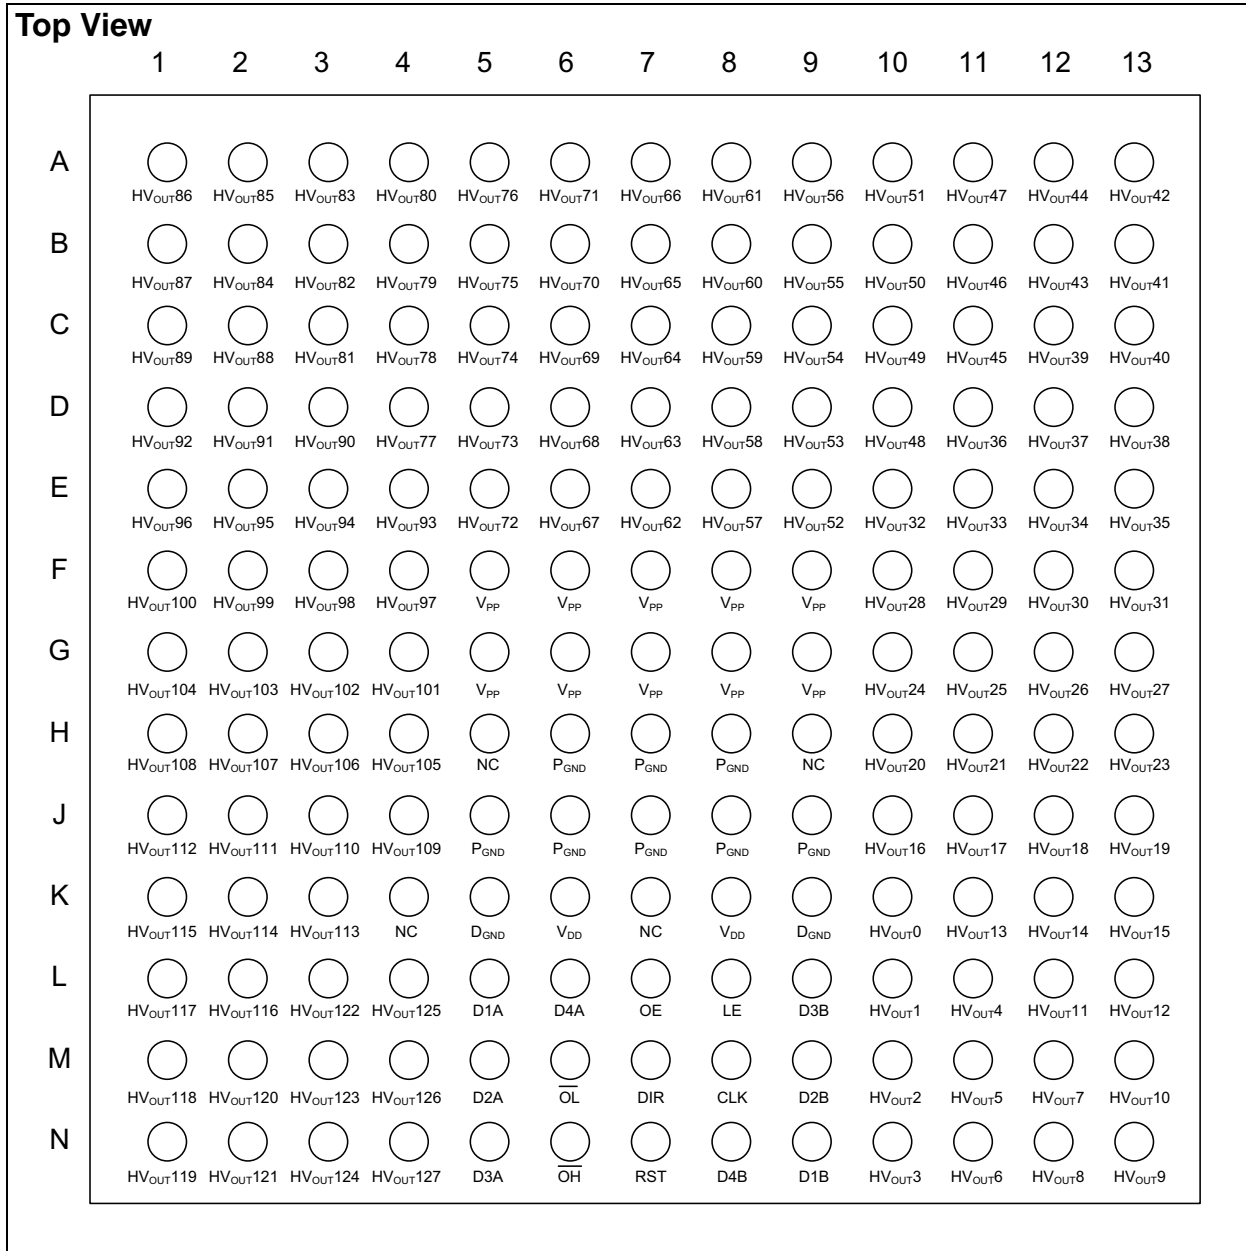 Top View
1 2 3 4 5 6 7 8 9 10 11 12 13
A
HVOUT86 HVOUT85 HVOUT83 HVOUT80 HVOUT76 HVOUT71 HVOUT66 HVOUT61 HVOUT56 HVOUT51 HVOUT47 HVOUT44 HVOUT42
B
HVOUT87 HVOUT84 HVOUT82 HVOUT79 HVOUT75 HVOUT70 HVOUT65 HVOUT60 HVOUT55 HVOUT50 HVOUT46 HVOUT43 HVOUT41
C
HVOUT89 HVOUT88 HVOUT81 HVOUT78 HVOUT74 HVOUT69 HVOUT64 HVOUT59 HVOUT54 HVOUT49 HVOUT45 HVOUT39 HVOUT40
D
HVOUT92 HVOUT91 HVOUT90 HVOUT77 HVOUT73 HVOUT68 HVOUT63 HVOUT58 HVOUT53 HVOUT48 HVOUT36 HVOUT37 HVOUT38
E
HVOUT96 HVOUT95 HVOUT94 HVOUT93 HVOUT72 HVOUT67 HVOUT62 HVOUT57 HVOUT52 HVOUT32 HVOUT33 HVOUT34 HVOUT35
F
HVOUT100 HVOUT99 HVOUT98 HVOUT97 VPP VPP VPP VPP VPP HVOUT28 HVOUT29 HVOUT30 HVOUT31
G
HVOUT104 HVOUT103 HVOUT102 HVOUT101 VPP VPP VPP VPP VPP HVOUT24 HVOUT25 HVOUT26 HVOUT27
H
HVOUT108 HVOUT107 HVOUT106 HVOUT105 NC PGND PGND PGND NC HVOUT20 HVOUT21 HVOUT22 HVOUT23
J
HVOUT112 HVOUT111 HVOUT110 HVOUT109 PGND PGND PGND PGND PGND HVOUT16 HVOUT17 HVOUT18 HVOUT19
K
HVOUT115 HVOUT114 HVOUT113 NC DGND VDD NC VDD DGND HVOUT0 HVOUT13 HVOUT14 HVOUT15
L
HVOUT117 HVOUT116 HVOUT122 HVOUT125 D1A D4A OE LE D3B HVOUT1 HVOUT4 HVOUT11 HVOUT12
M
HVOUT118 HVOUT120 HVOUT123 HVOUT126 D2A O̅L̅ DIR CLK D2B HVOUT2 HVOUT5 HVOUT7 HVOUT10
N
HVOUT119 HVOUT121 HVOUT124 HVOUT127 D3A O̅H̅ RST D4B D1B HVOUT3 HVOUT6 HVOUT8 HVOUT9